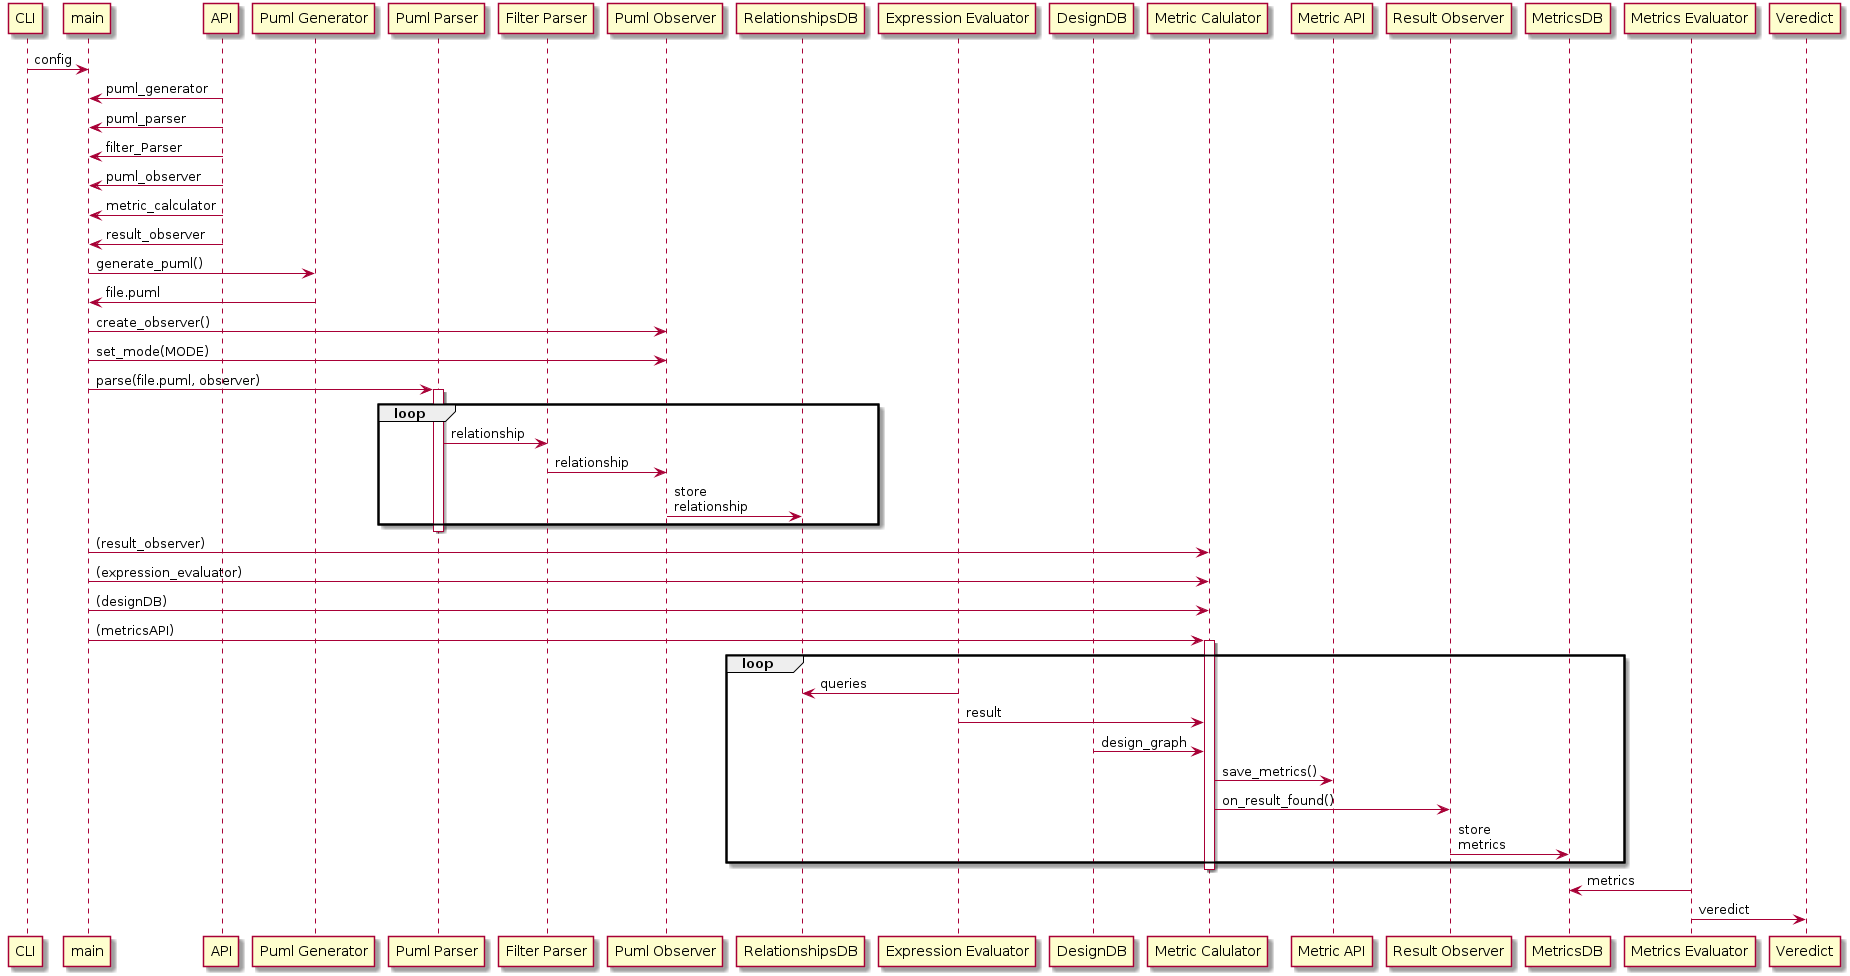 CLI main API Puml Generator Puml Parser Filter Parser Puml Observer RelationshipsDB Expression Evaluator DesignDB Metric Calulator Metric API Result Observer MetricsDB Metrics Evaluator Veredict
config
puml_generator
puml_parser
filter_Parser
puml_observer
metric_calculator
result_observer
generate_puml()
file.puml
create_observer()
set_mode(MODE)
parse(file.puml, observer)
loop
relationship
relationship
store
relationship
(result_observer)
(expression_evaluator)
(designDB)
(metricsAPI)
loop
queries
result
design_graph
save_metrics()
on_result_found()
store
metrics
metrics
veredict
CLI main API Puml Generator Puml Parser Filter Parser Puml Observer RelationshipsDB Expression Evaluator DesignDB Metric Calulator Metric API Result Observer MetricsDB Metrics Evaluator Veredict